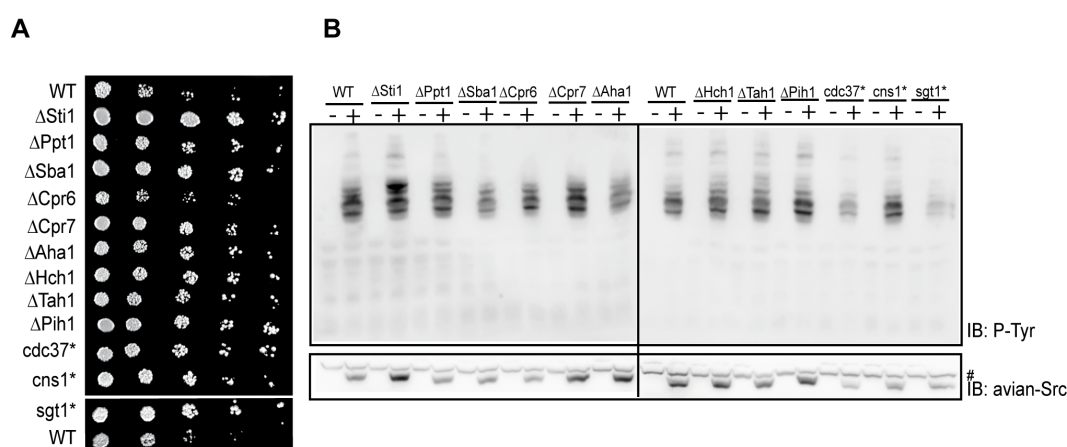 A
B
WT
ΔSti1
ΔPpt1
ΔSba1
ΔCpr6
ΔCpr7
ΔAha1
ΔHch1
ΔTah1
ΔPih1
cdc37*
cns1*
sgt1*
WT
WT ΔSti1 ΔPpt1 ΔSba1 ΔCpr6 ΔCpr7 ΔAha1 WT ΔHch1 ΔTah1 ΔPih1 cdc37* cns1* sgt1*
- + - + - + - + - + - + - + - + - + - + - + - + - + - +
IB: P-Tyr
#
IB: avian-Src